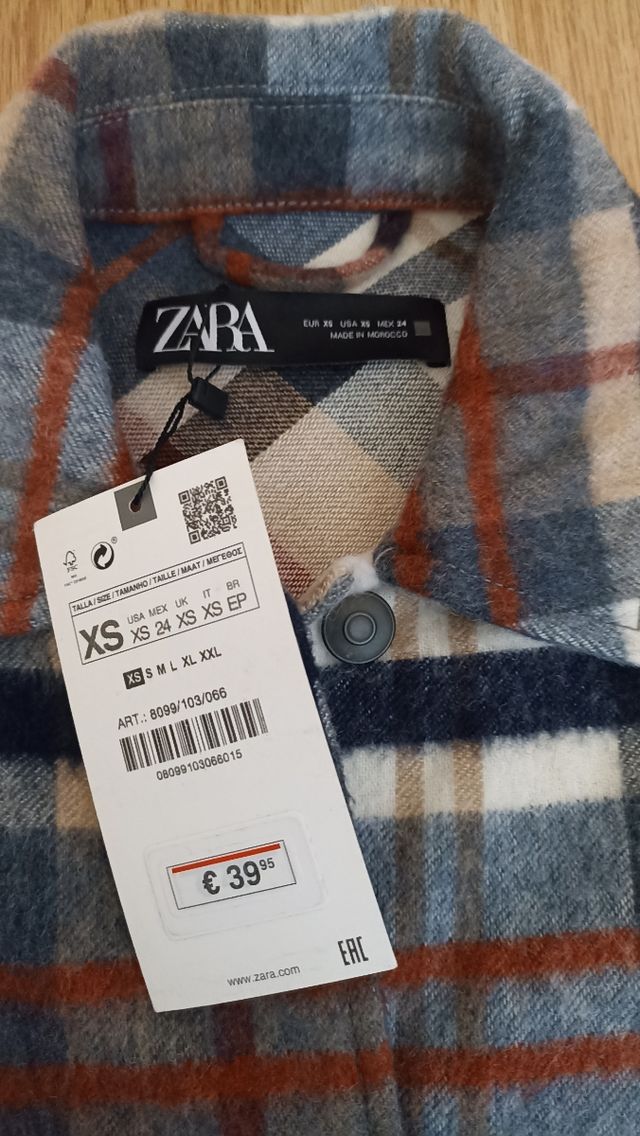 ZARA
EUR XS USA XS MEX 24
MADE IN MOROCCO
FSC
TALLA / SIZE / TAMANHO / TAILLE / MAAT / ΜΕΓΕΘΟΣ
XS
USA MEX UK IT BR
XS 24 XS XS EP
XS S M L XL XXL
ART.: 8099/103/066
08099103066015
€ 39⁹⁵
www.zara.com
EAC